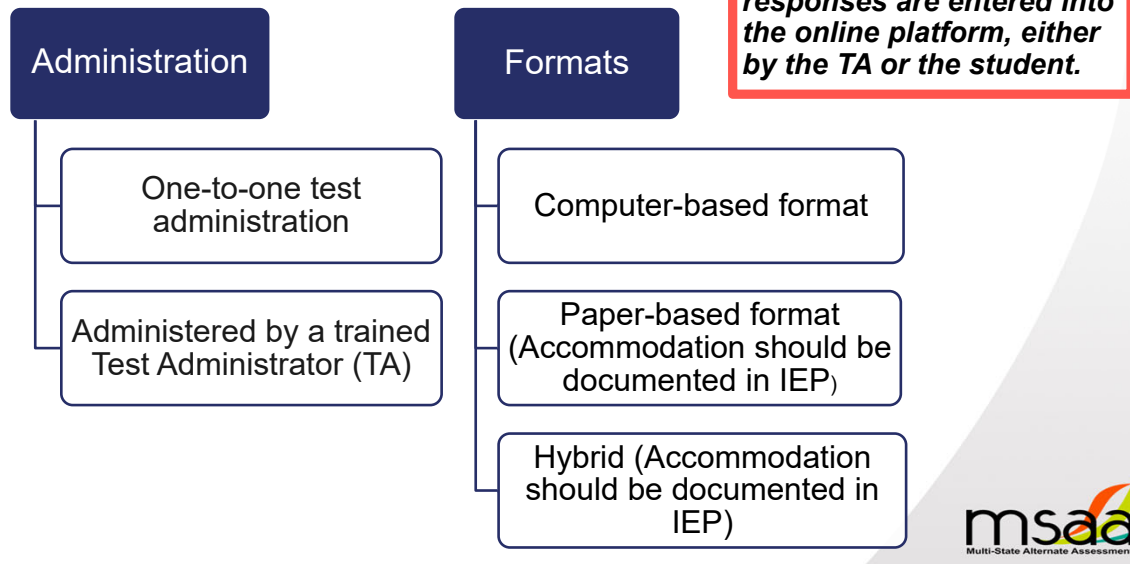 responses are entered into
the online platform, either
by the TA or the student.
Administration
One-to-one test
administration
Administered by a trained
Test Administrator (TA)
Formats
Computer-based format
Paper-based format
(Accommodation should be
documented in IEP)
Hybrid (Accommodation
should be documented in
IEP)
msaa
Multi-State Alternate Assessment